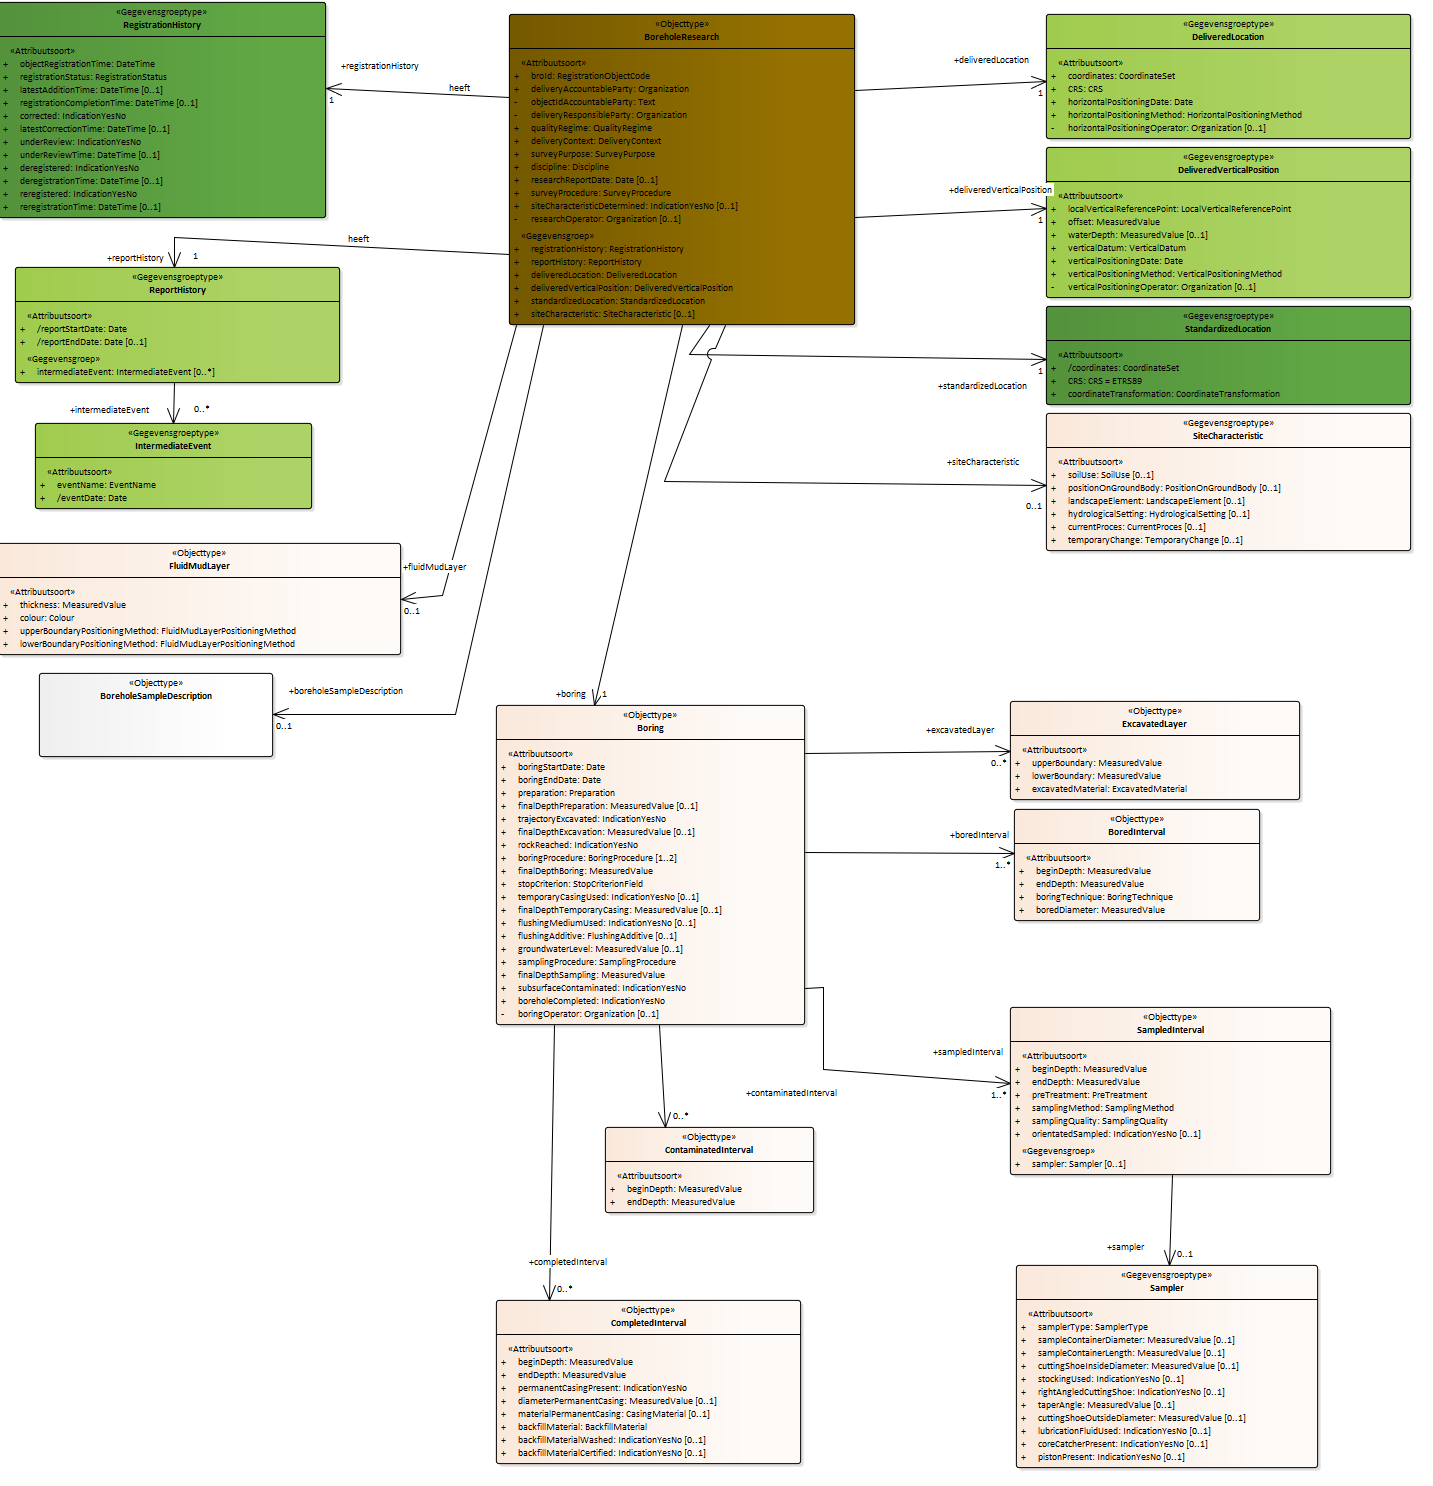 «Gegevensgroeptype»
RegistrationHistory
«Attribuutsoort»
+ objectRegistrationTime: DateTime
+ registrationStatus: RegistrationStatus
+ latestAdditionTime: DateTime [0..1]
+ registrationCompletionTime: DateTime [0..1]
+ corrected: IndicationYesNo
+ latestCorrectionTime: DateTime [0..1]
+ underReview: IndicationYesNo
+ underReviewTime: DateTime [0..1]
+ deregistered: IndicationYesNo
+ deregistrationTime: DateTime [0..1]
+ reregistered: IndicationYesNo
+ reregistrationTime: DateTime [0..1]
+registrationHistory
heeft
1
«Objecttype»
BoreholeResearch
«Attribuutsoort»
+ broId: RegistrationObjectCode
+ deliveryAccountableParty: Organization
- objectIdAccountableParty: Text
- deliveryResponsibleParty: Organization
+ qualityRegime: QualityRegime
+ deliveryContext: DeliveryContext
+ surveyPurpose: SurveyPurpose
+ discipline: Discipline
+ researchReportDate: Date [0..1]
+ surveyProcedure: SurveyProcedure
+ siteCharacteristicDetermined: IndicationYesNo [0..1]
- researchOperator: Organization [0..1]
«Gegevensgroep»
+ registrationHistory: RegistrationHistory
+ reportHistory: ReportHistory
+ deliveredLocation: DeliveredLocation
+ deliveredVerticalPosition: DeliveredVerticalPosition
+ standardizedLocation: StandardizedLocation
+ siteCharacteristic: SiteCharacteristic [0..1]
+deliveredLocation
1
«Gegevensgroeptype»
DeliveredLocation
«Attribuutsoort»
+ coordinates: CoordinateSet
+ CRS: CRS
+ horizontalPositioningDate: Date
+ horizontalPositioningMethod: HorizontalPositioningMethod
- horizontalPositioningOperator: Organization [0..1]
+deliveredVerticalPosition
1
«Gegevensgroeptype»
DeliveredVerticalPosition
«Attribuutsoort»
+ localVerticalReferencePoint: LocalVerticalReferencePoint
+ offset: MeasuredValue
+ waterDepth: MeasuredValue [0..1]
+ verticalDatum: VerticalDatum
+ verticalPositioningDate: Date
+ verticalPositioningMethod: VerticalPositioningMethod
- verticalPositioningOperator: Organization [0..1]
heeft
+reportHistory
1
«Gegevensgroeptype»
ReportHistory
«Attribuutsoort»
+ /reportStartDate: Date
+ /reportEndDate: Date [0..1]
«Gegevensgroep»
+ intermediateEvent: IntermediateEvent [0..*]
+intermediateEvent
0..*
«Gegevensgroeptype»
IntermediateEvent
«Attribuutsoort»
+ eventName: EventName
+ /eventDate: Date
+standardizedLocation
1
«Gegevensgroeptype»
StandardizedLocation
«Attribuutsoort»
+ /coordinates: CoordinateSet
+ CRS: CRS = ETRS89
+ coordinateTransformation: CoordinateTransformation
+siteCharacteristic
0..1
«Gegevensgroeptype»
SiteCharacteristic
«Attribuutsoort»
+ soilUse: SoilUse [0..1]
+ positionOnGroundBody: PositionOnGroundBody [0..1]
+ landscapeElement: LandscapeElement [0..1]
+ hydrologicalSetting: HydrologicalSetting [0..1]
+ currentProces: CurrentProces [0..1]
+ temporaryChange: TemporaryChange [0..1]
«Objecttype»
FluidMudLayer
«Attribuutsoort»
+ thickness: MeasuredValue
+ colour: Colour
+ upperBoundaryPositioningMethod: FluidMudLayerPositioningMethod
+ lowerBoundaryPositioningMethod: FluidMudLayerPositioningMethod
+fluidMudLayer
0..1
«Objecttype»
BoreholeSampleDescription
+boreholeSampleDescription
0..1
+boring
1
«Objecttype»
Boring
«Attribuutsoort»
+ boringStartDate: Date
+ boringEndDate: Date
+ preparation: Preparation
+ finalDepthPreparation: MeasuredValue [0..1]
+ trajectoryExcavated: IndicationYesNo
+ finalDepthExcavation: MeasuredValue [0..1]
+ rockReached: IndicationYesNo
+ boringProcedure: BoringProcedure [1..2]
+ finalDepthBoring: MeasuredValue
+ stopCriterion: StopCriterionField
+ temporaryCasingUsed: IndicationYesNo [0..1]
+ finalDepthTemporaryCasing: MeasuredValue [0..1]
+ flushingMediumUsed: IndicationYesNo [0..1]
+ flushingAdditive: FlushingAdditive [0..1]
+ groundwaterLevel: MeasuredValue [0..1]
+ samplingProcedure: SamplingProcedure
+ finalDepthSampling: MeasuredValue
+ subsurfaceContaminated: IndicationYesNo
+ boreholeCompleted: IndicationYesNo
- boringOperator: Organization [0..1]
+excavatedLayer
0..*
«Objecttype»
ExcavatedLayer
«Attribuutsoort»
+ upperBoundary: MeasuredValue
+ lowerBoundary: MeasuredValue
+ excavatedMaterial: ExcavatedMaterial
+boredInterval
1..*
«Objecttype»
BoredInterval
«Attribuutsoort»
+ beginDepth: MeasuredValue
+ endDepth: MeasuredValue
+ boringTechnique: BoringTechnique
+ boredDiameter: MeasuredValue
+sampledInterval
1..*
«Objecttype»
SampledInterval
«Attribuutsoort»
+ beginDepth: MeasuredValue
+ endDepth: MeasuredValue
+ preTreatment: PreTreatment
+ samplingMethod: SamplingMethod
+ samplingQuality: SamplingQuality
+ orientatedSampled: IndicationYesNo [0..1]
«Gegevensgroep»
+ sampler: Sampler [0..1]
+contaminatedInterval
0..*
«Objecttype»
ContaminatedInterval
«Attribuutsoort»
+ beginDepth: MeasuredValue
+ endDepth: MeasuredValue
+sampler
0..1
«Gegevensgroeptype»
Sampler
«Attribuutsoort»
+ samplerType: SamplerType
+ sampleContainerDiameter: MeasuredValue [0..1]
+ sampleContainerLength: MeasuredValue [0..1]
+ cuttingShoeInsideDiameter: MeasuredValue [0..1]
+ stockingUsed: IndicationYesNo [0..1]
+ rightAngledCuttingShoe: IndicationYesNo [0..1]
+ taperAngle: MeasuredValue [0..1]
+ cuttingShoeOutsideDiameter: MeasuredValue [0..1]
+ lubricationFluidUsed: IndicationYesNo [0..1]
+ coreCatcherPresent: IndicationYesNo [0..1]
+ pistonPresent: IndicationYesNo [0..1]
+completedInterval
0..*
«Objecttype»
CompletedInterval
«Attribuutsoort»
+ beginDepth: MeasuredValue
+ endDepth: MeasuredValue
+ permanentCasingPresent: IndicationYesNo
+ diameterPermanentCasing: MeasuredValue [0..1]
+ materialPermanentCasing: CasingMaterial [0..1]
+ backfillMaterial: BackfillMaterial
+ backfillMaterialWashed: IndicationYesNo [0..1]
+ backfillMaterialCertified: IndicationYesNo [0..1]